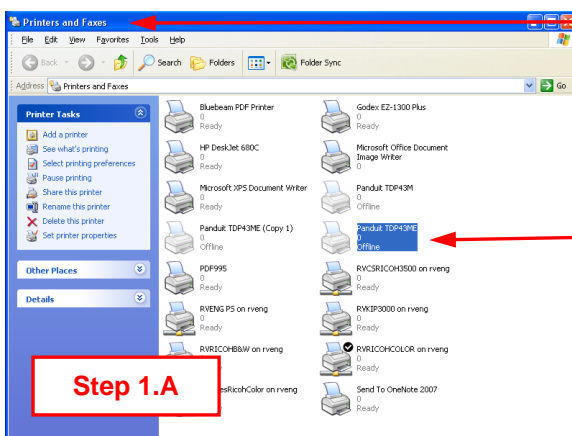 Printers and Faxes
File Edit View Favorites Tools Help
Back Search Folders Folder Sync
Address Printers and Faxes Go
Printer Tasks
Add a printer
See what's printing
Select printing preferences
Pause printing
Share this printer
Rename this printer
Delete this printer
Set printer properties
Other Places
Details
Bluebeam PDF Printer
0
Ready
Godex EZ-1300 Plus
0
Ready
HP DeskJet 680C
0
Ready
Microsoft Office Document
Image Writer
0
Ready
Microsoft XPS Document Writer
0
Ready
Panduit TDP43M
0
Offline
Panduit TDP43ME (Copy 1)
0
Offline
Panduit TDP43ME
0
Offline
PDF995
0
Ready
RVCSRICOH3500 on rveng
0
Ready
RVENG PS on rveng
0
Ready
RVKIP3000 on rveng
0
Ready
RVRICOHB&W on rveng
0
Ready
RVRICOHCOLOR on rveng
0
Ready
esRicohColor on rveng
Send To OneNote 2007
0
Ready
Step 1.A